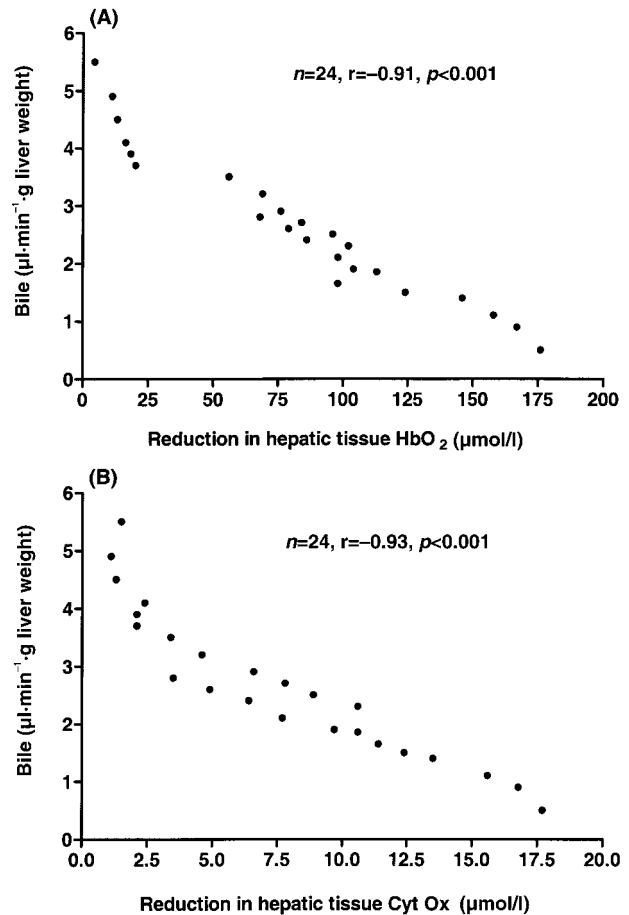 (A)
6
n=24, r=–0.91, p<0.001
5
4
3
2
1
0
Bile (µl·min⁻¹·g liver weight)
0 25 50 75 100 125 150 175 200
Reduction in hepatic tissue HbO₂ (µmol/l)
(B)
6
n=24, r=–0.93, p<0.001
5
4
3
2
1
0
Bile (µl·min⁻¹·g liver weight)
0.0 2.5 5.0 7.5 10.0 12.5 15.0 17.5 20.0
Reduction in hepatic tissue Cyt Ox (µmol/l)